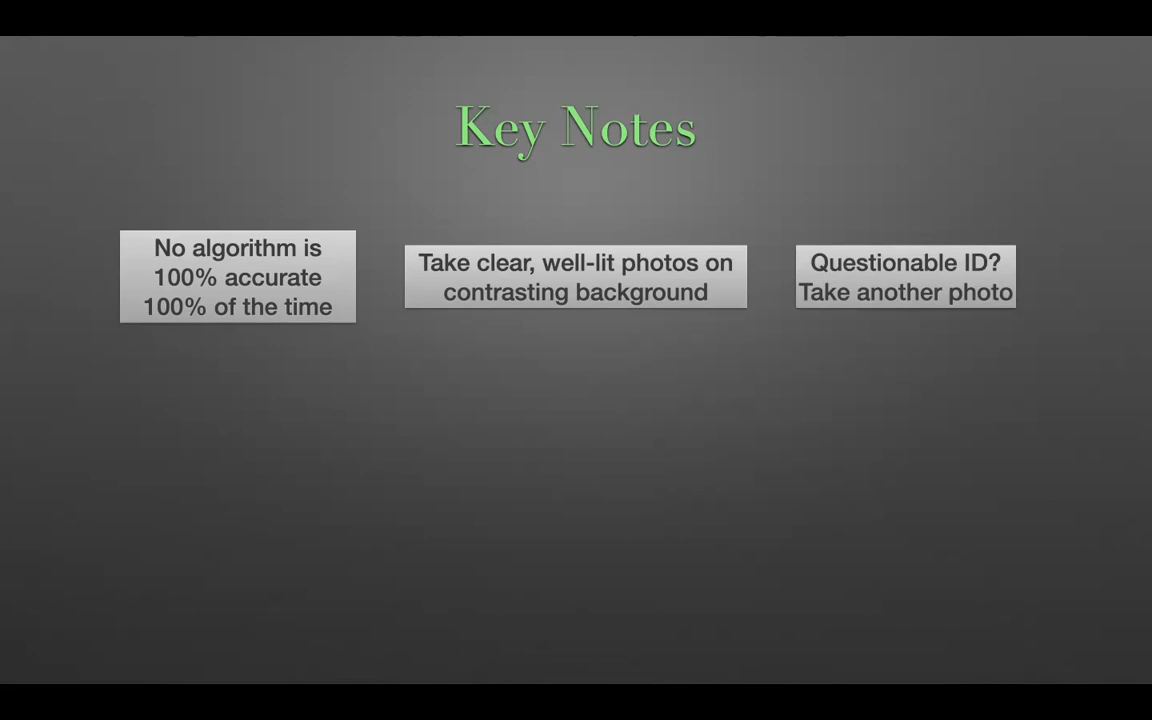 Key Notes
No algorithm is
100% accurate
100% of the time
Take clear, well-lit photos on
contrasting background
Questionable ID?
Take another photo